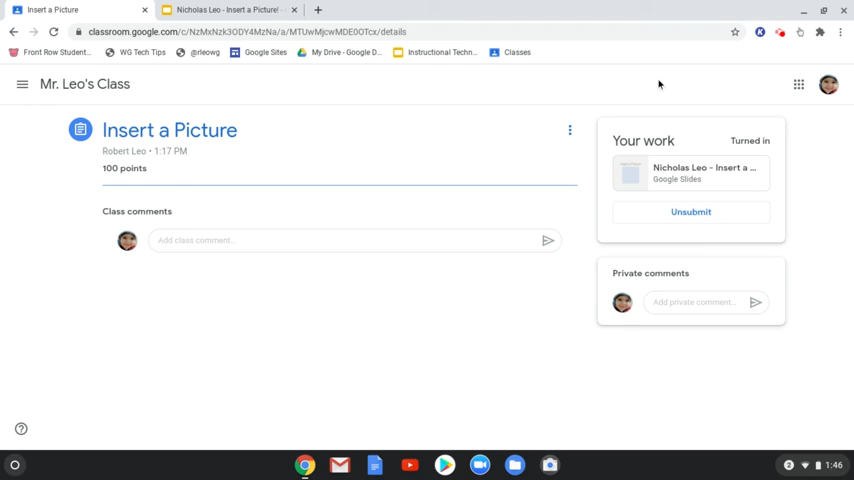 Insert a Picture
Nicholas Leo - Insert a Picture! -
classroom.google.com/c/NzMxNzk3ODY4MzNa/a/MTUwMjcwMDE0OTcx/details
Front Row Student...
WG Tech Tips
@rleowg
Google Sites
My Drive - Google D...
Instructional Techn...
Classes
Mr. Leo's Class
Insert a Picture
Robert Leo • 1:17 PM
100 points
Class comments
Add class comment...
Your work
Turned in
Nicholas Leo - Insert a ...
Google Slides
Unsubmit
Private comments
Add private comment...
2
1:46